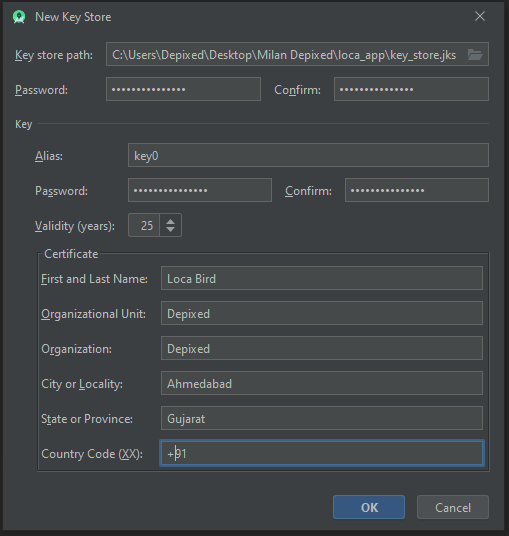 New Key Store
Key store path: C:\Users\Depixed\Desktop\Milan Depixed\loca_app\key_store.jks
Password: ••••••••••••••• Confirm: •••••••••••••••
Key
Alias: key0
Password: ••••••••••••••• Confirm: •••••••••••••••
Validity (years): 25
Certificate
First and Last Name: Loca Bird
Organizational Unit: Depixed
Organization: Depixed
City or Locality: Ahmedabad
State or Province: Gujarat
Country Code (XX): +91
OK Cancel